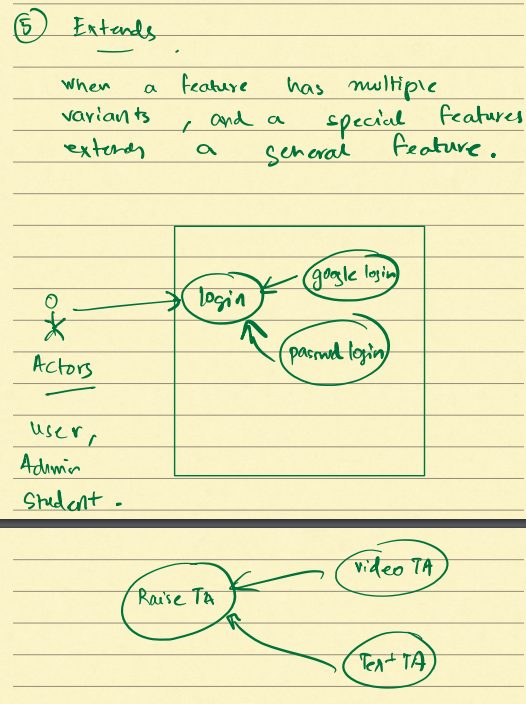 5 Extends.
when a feature has multiple
variants, and a special features
extends a general feature.
google login
login
passwd login
Actors
user,
Admin
Student.
video TA
Raise TA
Text TA